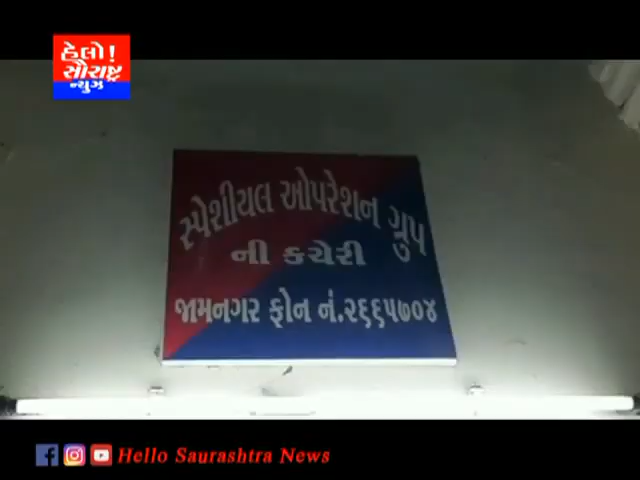 હેલો!
સૌરાષ્ટ્ર
ન્યુઝ
સ્પેશીયલ ઓપરેશન ગ્રુપ
ની કચેરી
જામનગર ફોન નં.૨૬૬૫૭૦૪
Hello Saurashtra News